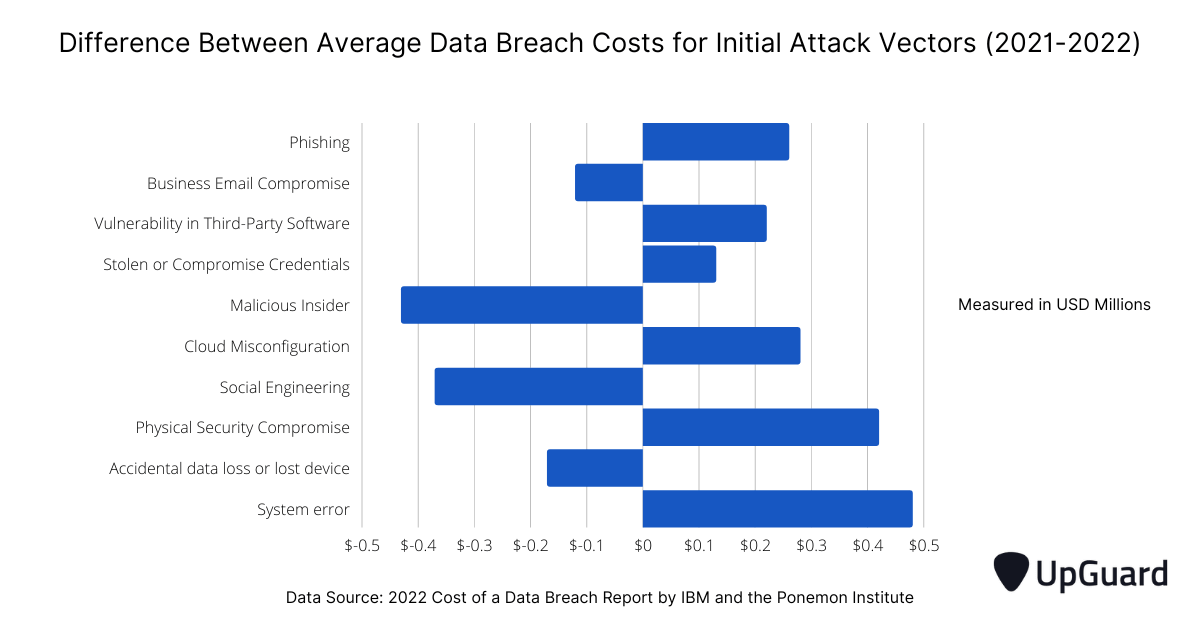 Difference Between Average Data Breach Costs for Initial Attack Vectors (2021-2022)
Phishing
Business Email Compromise
Vulnerability in Third-Party Software
Stolen or Compromise Credentials
Malicious Insider
Measured in USD Millions
Cloud Misconfiguration
Social Engineering
Physical Security Compromise
Accidental data loss or lost device
System error
$-0.5 $-0.4 $-0.3 $-0.2 $-0.1 $0 $0.1 $0.2 $0.3 $0.4 $0.5
UpGuard
Data Source: 2022 Cost of a Data Breach Report by IBM and the Ponemon Institute